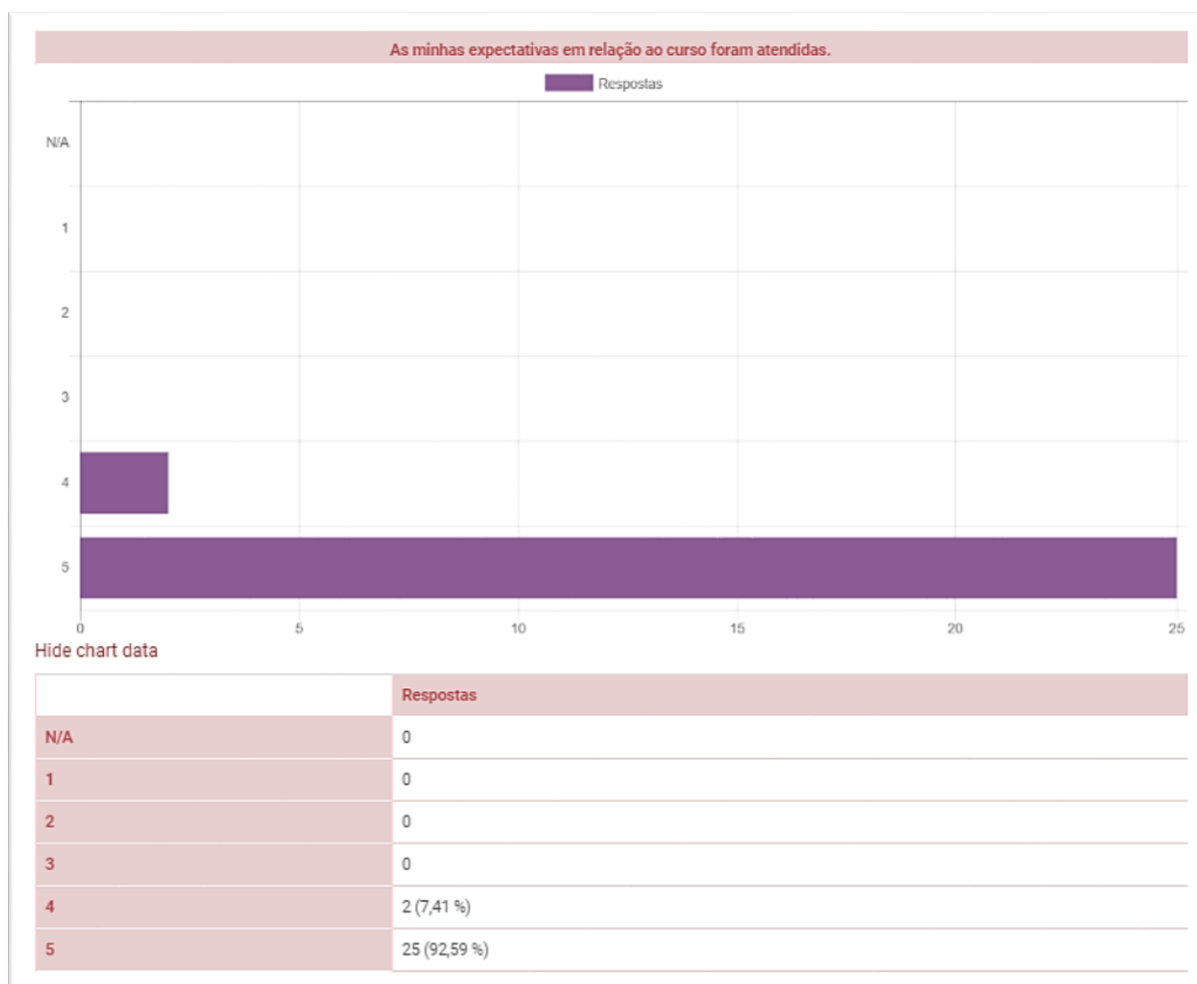 As minhas expectativas em relação ao curso foram atendidas.
Respostas
N/A
1
2
3
4
5
0 5 10 15 20 25
Hide chart data
Respostas
N/A 0
1 0
2 0
3 0
4 2 (7,41 %)
5 25 (92,59 %)